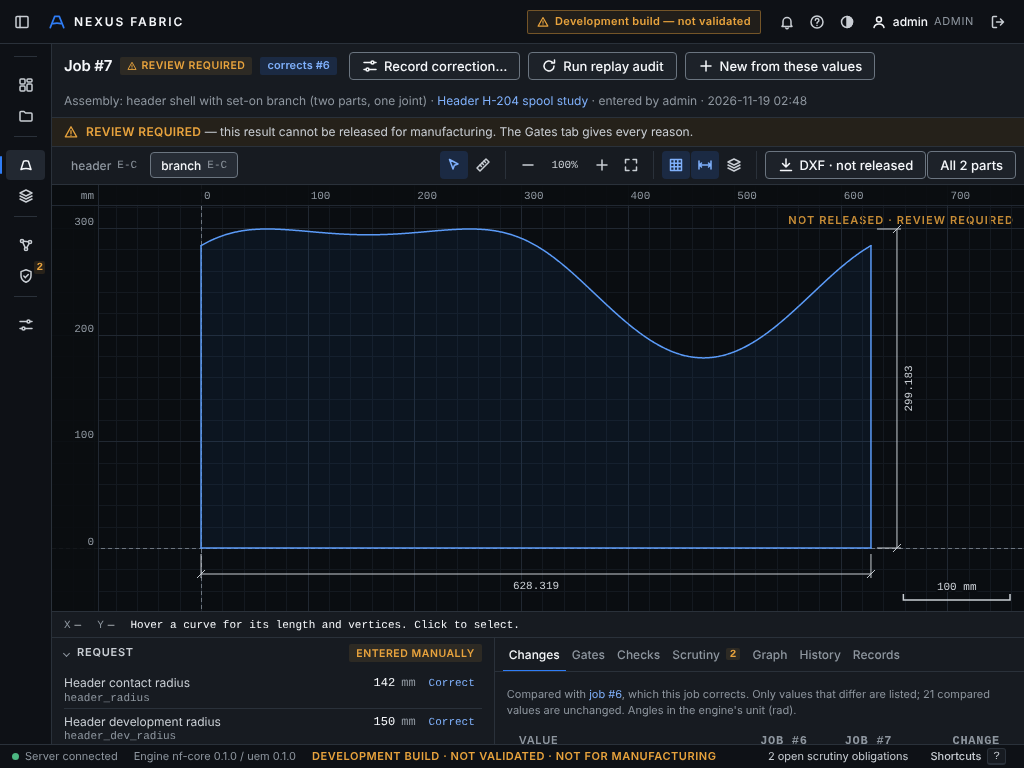 NEXUS FABRIC
Development build — not validated
admin ADMIN
Job #7
REVIEW REQUIRED
corrects #6
Record correction…
Run replay audit
New from these values
Assembly: header shell with set-on branch (two parts, one joint) · Header H-204 spool study · entered by admin · 2026-11-19 02:48
REVIEW REQUIRED — this result cannot be released for manufacturing. The Gates tab gives every reason.
header E-C
branch E-C
100%
DXF · not released
All 2 parts
mm
0 100 200 300 400 500 600 700
NOT RELEASED · REVIEW REQUIRED
300
200
100
0
299.183
628.319
100 mm
2
X — Y — Hover a curve for its length and vertices. Click to select.
REQUEST
ENTERED MANUALLY
Header contact radius
142 mm Correct
header_radius
Header development radius
150 mm Correct
header_dev_radius
Changes Gates Checks Scrutiny 2 Graph History Records
Compared with job #6, which this job corrects. Only values that differ are listed; 21 compared
values are unchanged. Angles in the engine's unit (rad).
VALUE JOB #6 JOB #7 CHANGE
Server connected
Engine nf-core 0.1.0 / uem 0.1.0
DEVELOPMENT BUILD · NOT VALIDATED · NOT FOR MANUFACTURING
2 open scrutiny obligations
Shortcuts ?